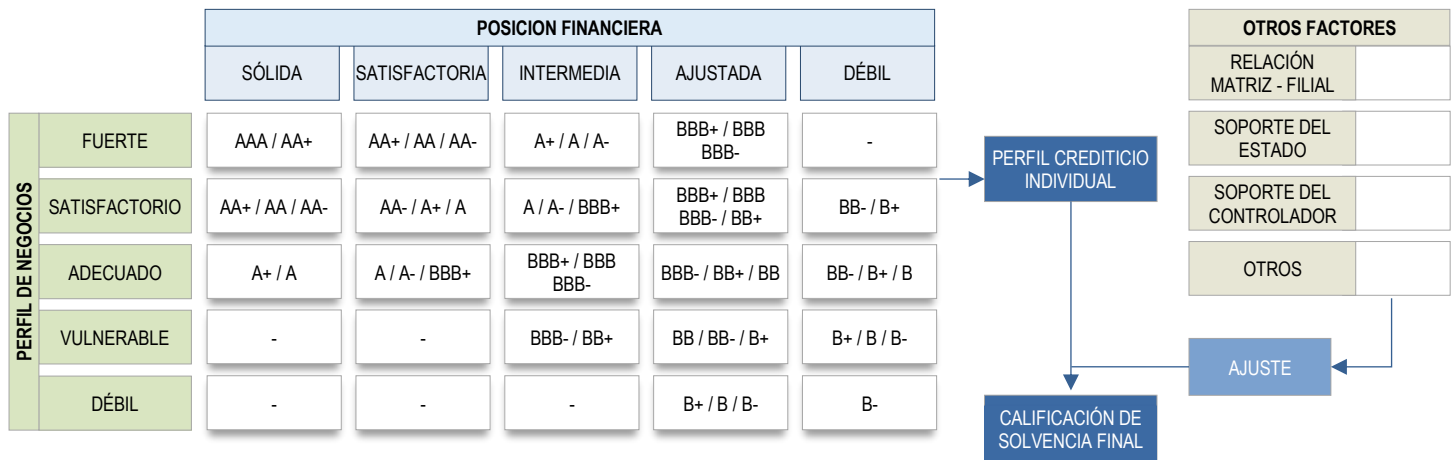 POSICION FINANCIERA
SÓLIDA
SATISFACTORIA
INTERMEDIA
AJUSTADA
DÉBIL
PERFIL DE NEGOCIOS
FUERTE
AAA / AA+
AA+ / AA / AA-
A+ / A / A-
BBB+ / BBB
BBB-
-
SATISFACTORIO
AA+ / AA / AA-
AA- / A+ / A
A / A- / BBB+
BBB+ / BBB
BBB- / BB+
BB- / B+
ADECUADO
A+ / A
A / A- / BBB+
BBB+ / BBB
BBB-
BBB- / BB+ / BB
BB- / B+ / B
VULNERABLE
-
-
BBB- / BB+
BB / BB- / B+
B+ / B / B-
DÉBIL
-
-
-
B+ / B / B-
B-
PERFIL CREDITICIO
INDIVIDUAL
CALIFICACIÓN DE
SOLVENCIA FINAL
OTROS FACTORES
RELACIÓN
MATRIZ - FILIAL
SOPORTE DEL
ESTADO
SOPORTE DEL
CONTROLADOR
OTROS
AJUSTE